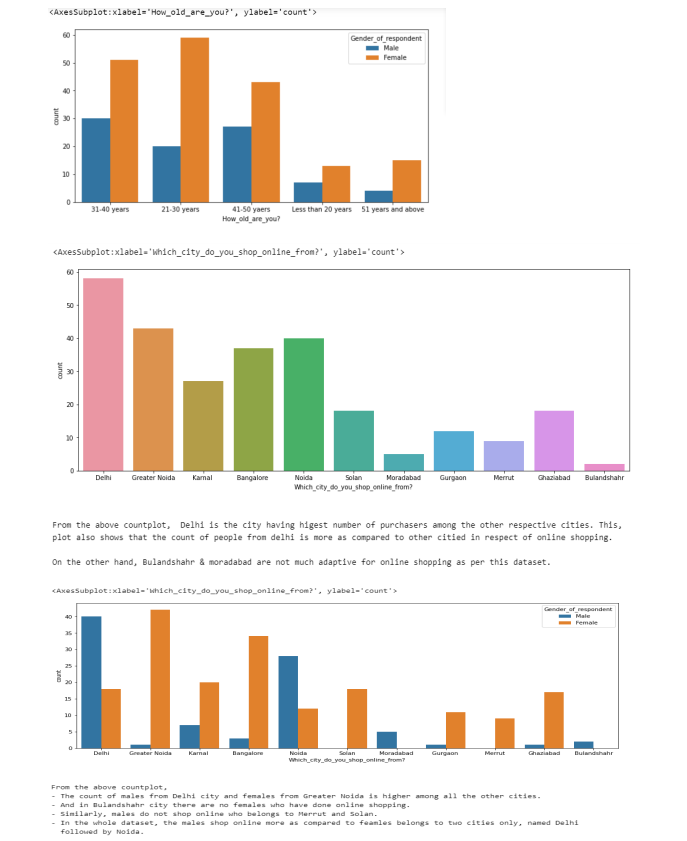 <AxesSubplot:xlabel='How_old_are_you?', ylabel='count'>
60
50
40
30
20
10
0
count
Gender_of_respondent
Male
Female
31-40 years
21-30 years
41-50 yaers
Less than 20 years
51 years and above
How_old_are_you?
<AxesSubplot:xlabel='Which_city_do_you_shop_online_from?', ylabel='count'>
60
50
40
30
20
10
0
count
Delhi
Greater Noida
Karnal
Bangalore
Noida
Solan
Moradabad
Gurgaon
Merrut
Ghaziabad
Bulandshahr
Which_city_do_you_shop_online_from?
From the above countplot,  Delhi is the city having higest number of purchasers among the other respective cities. This,
plot also shows that the count of people from delhi is more as compared to other citied in respect of online shopping.
On the other hand, Bulandshahr & moradabad are not much adaptive for online shopping as per this dataset.
<AxesSubplot:xlabel='Which_city_do_you_shop_online_from?', ylabel='count'>
40
35
30
25
20
15
10
5
0
count
Gender_of_respondent
Male
Female
Delhi
Greater Noida
Karnal
Bangalore
Noida
Solan
Moradabad
Gurgaon
Merrut
Ghaziabad
Bulandshahr
Which_city_do_you_shop_online_from?
From the above countplot,
- The count of males from Delhi city and females from Greater Noida is higher among all the other cities.
- And in Bulandshahr city there are no females who have done online shopping.
- Similarly, males do not shop online who belongs to Merrut and Solan.
- In the whole dataset, the males shop online more as compared to feamles belongs to two cities only, named Delhi
followed by Noida.